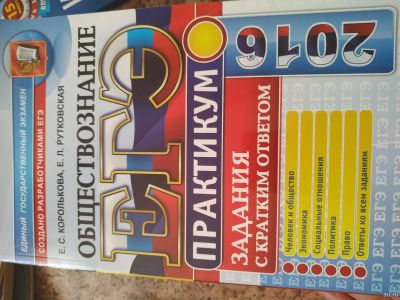 ЕДИНЫЙ ГОСУДАРСТВЕННЫЙ ЭКЗАМЕН
СОЗДАНО РАЗРАБОТЧИКАМИ ЕГЭ
Е. С. КОРОЛЬКОВА, Е. Л. РУТКОВСКАЯ
ОБЩЕСТВОЗНАНИЕ
ЕГЭ
ПРАКТИКУМ
2016
ЗАДАНИЯ
С КРАТКИМ ОТВЕТОМ
Человек и общество
Экономика
Социальные отношения
Политика
Право
Ответы ко всем заданиям